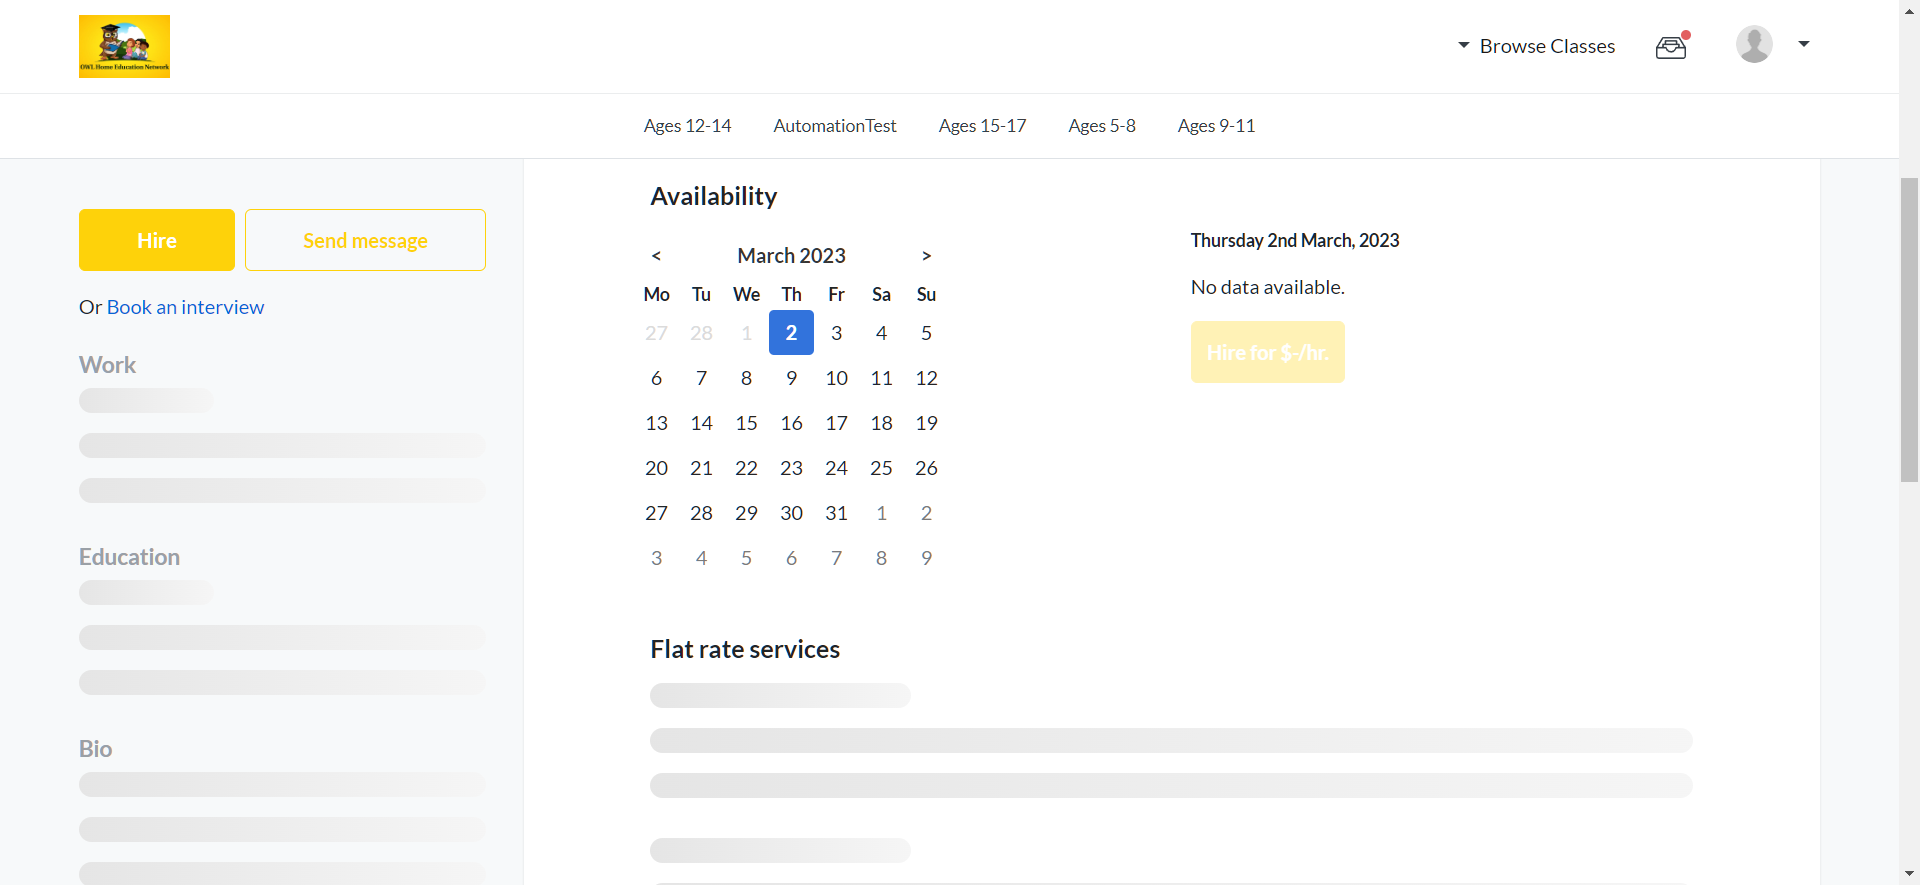 OWL Home Education Network
Browse Classes
Ages 12-14 AutomationTest Ages 15-17 Ages 5-8 Ages 9-11
Hire Send message
Or Book an interview
Work
Education
Bio
Availability
< March 2023 >
Mo Tu We Th Fr Sa Su
27 28 1 2 3 4 5
6 7 8 9 10 11 12
13 14 15 16 17 18 19
20 21 22 23 24 25 26
27 28 29 30 31 1 2
3 4 5 6 7 8 9
Thursday 2nd March, 2023
No data available.
Hire for $-/hr.
Flat rate services